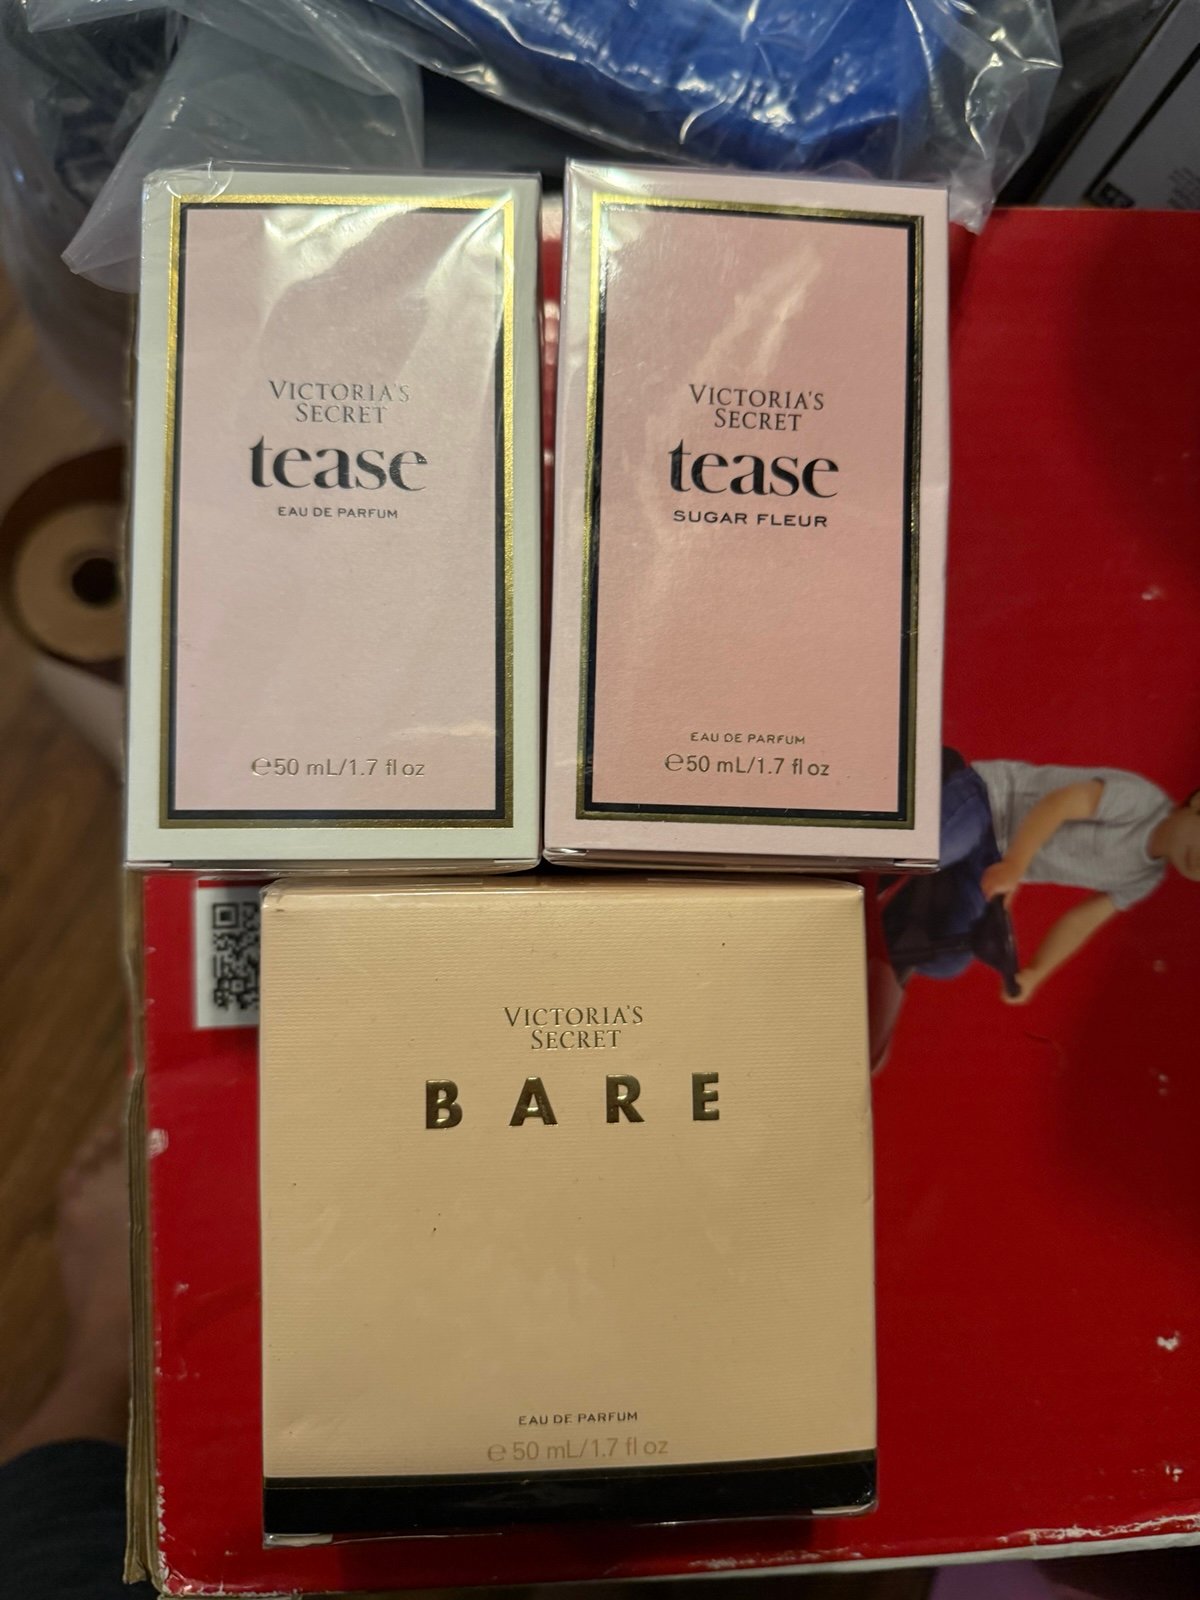 VICTORIA'S
SECRET
tease
EAU DE PARFUM
℮50 mL/1.7 fl oz
VICTORIA'S
SECRET
tease
SUGAR FLEUR
EAU DE PARFUM
℮50 mL/1.7 fl oz
VICTORIA'S
SECRET
BARE
EAU DE PARFUM
℮ 50 mL/1.7 fl oz